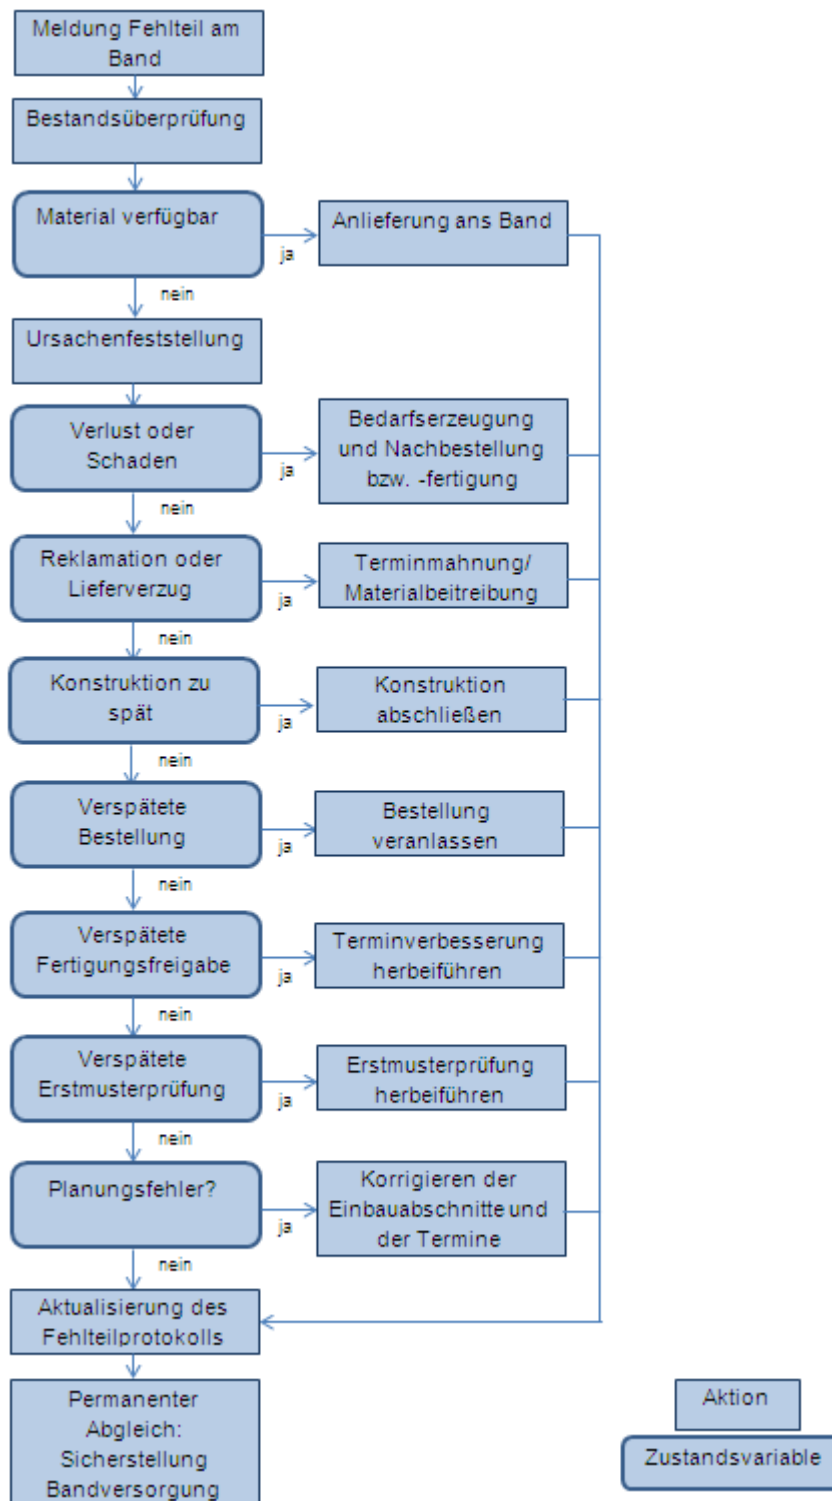 Meldung Fehlteil am
Band
Bestandsüberprüfung
Material verfügbar
ja
Anlieferung ans Band
nein
Ursachenfeststellung
Verlust oder
Schaden
ja
Bedarfserzeugung
und Nachbestellung
bzw. -fertigung
nein
Reklamation oder
Lieferverzug
ja
Terminmahnung/
Materialbeitreibung
nein
Konstruktion zu
spät
ja
Konstruktion
abschließen
nein
Verspätete
Bestellung
ja
Bestellung
veranlassen
nein
Verspätete
Fertigungsfreigabe
ja
Terminverbesserung
herbeiführen
nein
Verspätete
Erstmusterprüfung
ja
Erstmusterprüfung
herbeiführen
nein
Planungsfehler?
ja
Korrigieren der
Einbauabschnitte und
der Termine
nein
Aktualisierung des
Fehlteilprotokolls
Permanenter
Abgleich:
Sicherstellung
Bandversorgung
Aktion
Zustandsvariable